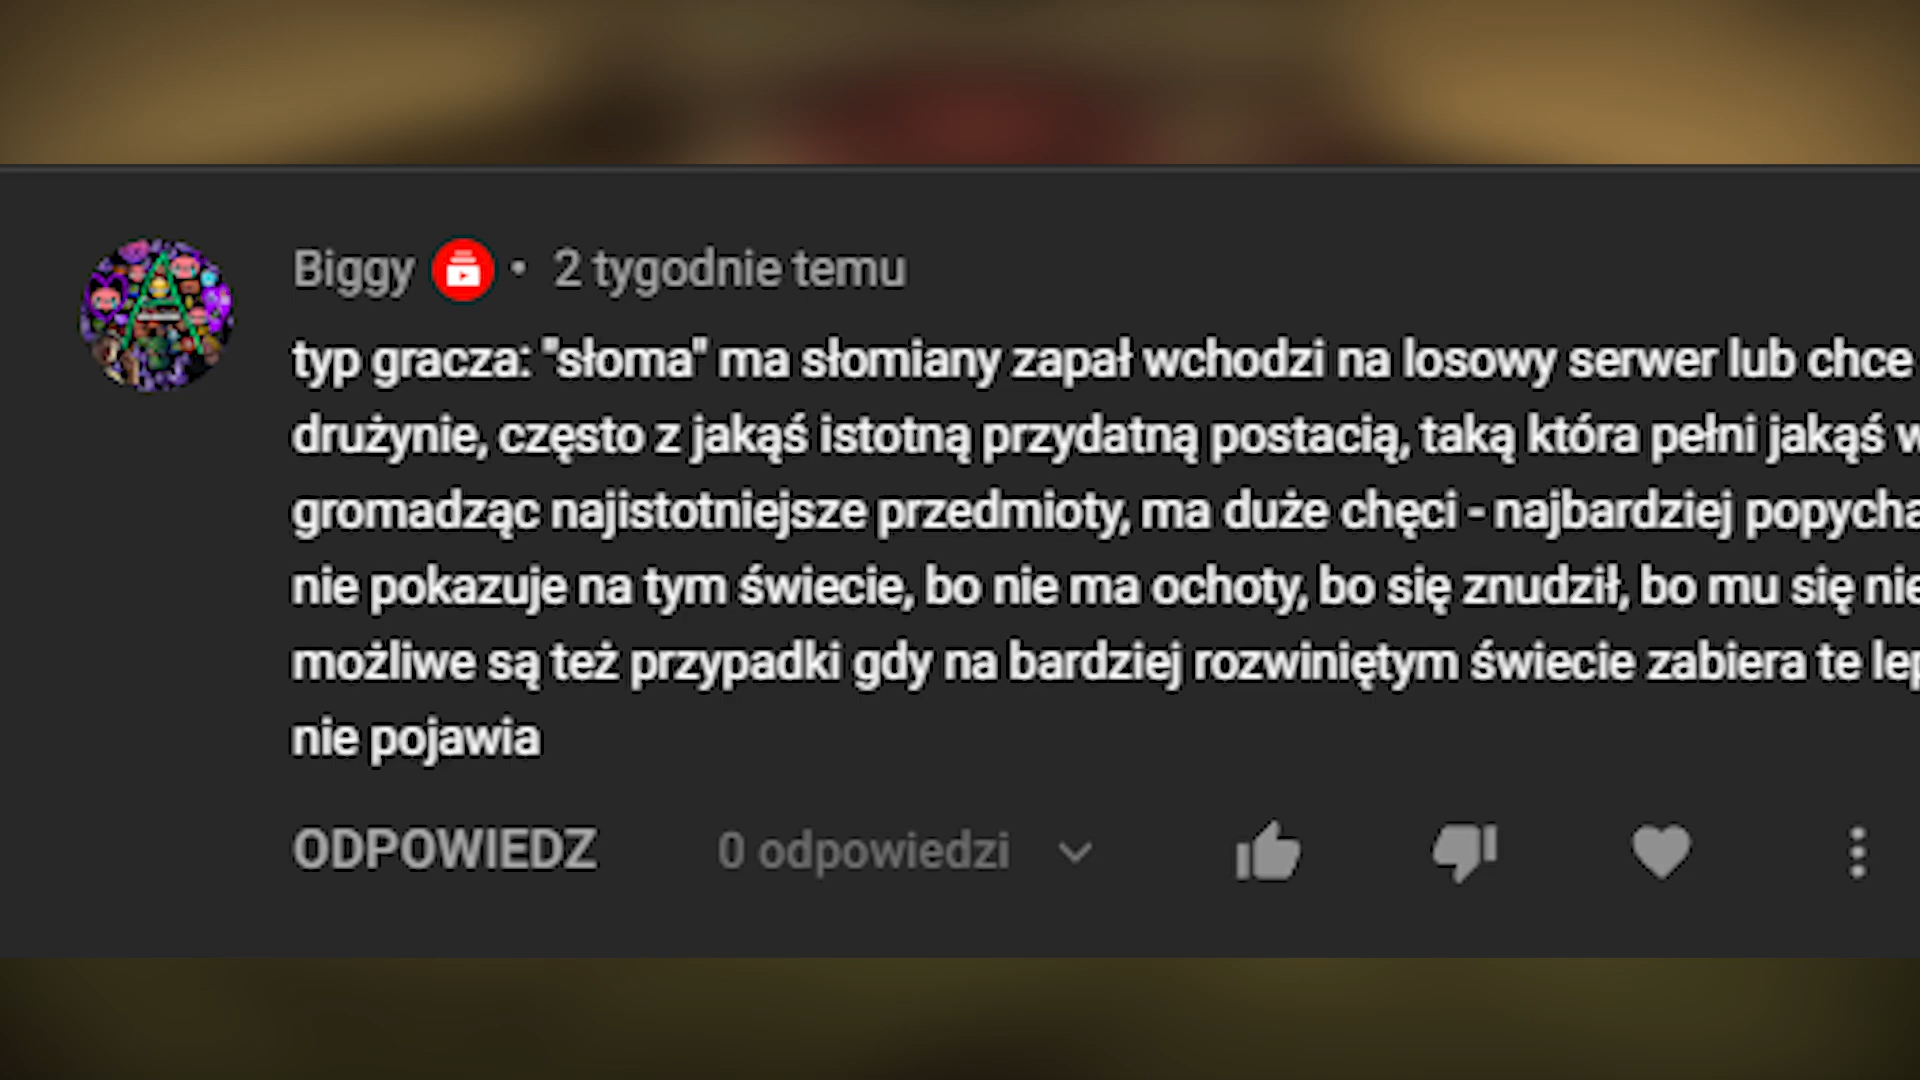 Biggy • 2 tygodnie temu
typ gracza: "słoma" ma słomiany zapał wchodzi na losowy serwer lub chce
drużynie, często z jakąś istotną przydatną postacią, taką która pełni jakąś
gromadząc najistotniejsze przedmioty, ma duże chęci - najbardziej popycha
nie pokazuje na tym świecie, bo nie ma ochoty, bo się znudził, bo mu się nie
możliwe są też przypadki gdy na bardziej rozwiniętym świecie zabiera te
nie pojawia
ODPOWIEDZ 0 odpowiedzi